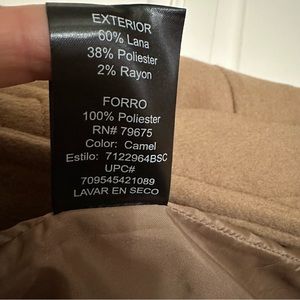 EXTERIOR
60% Lana
38% Poliester
2% Rayon
FORRO
100% Poliester
RN# 79675
Color: Camel
Estilo: 7122964BSC
UPC#
709545421089
LAVAR EN SECO